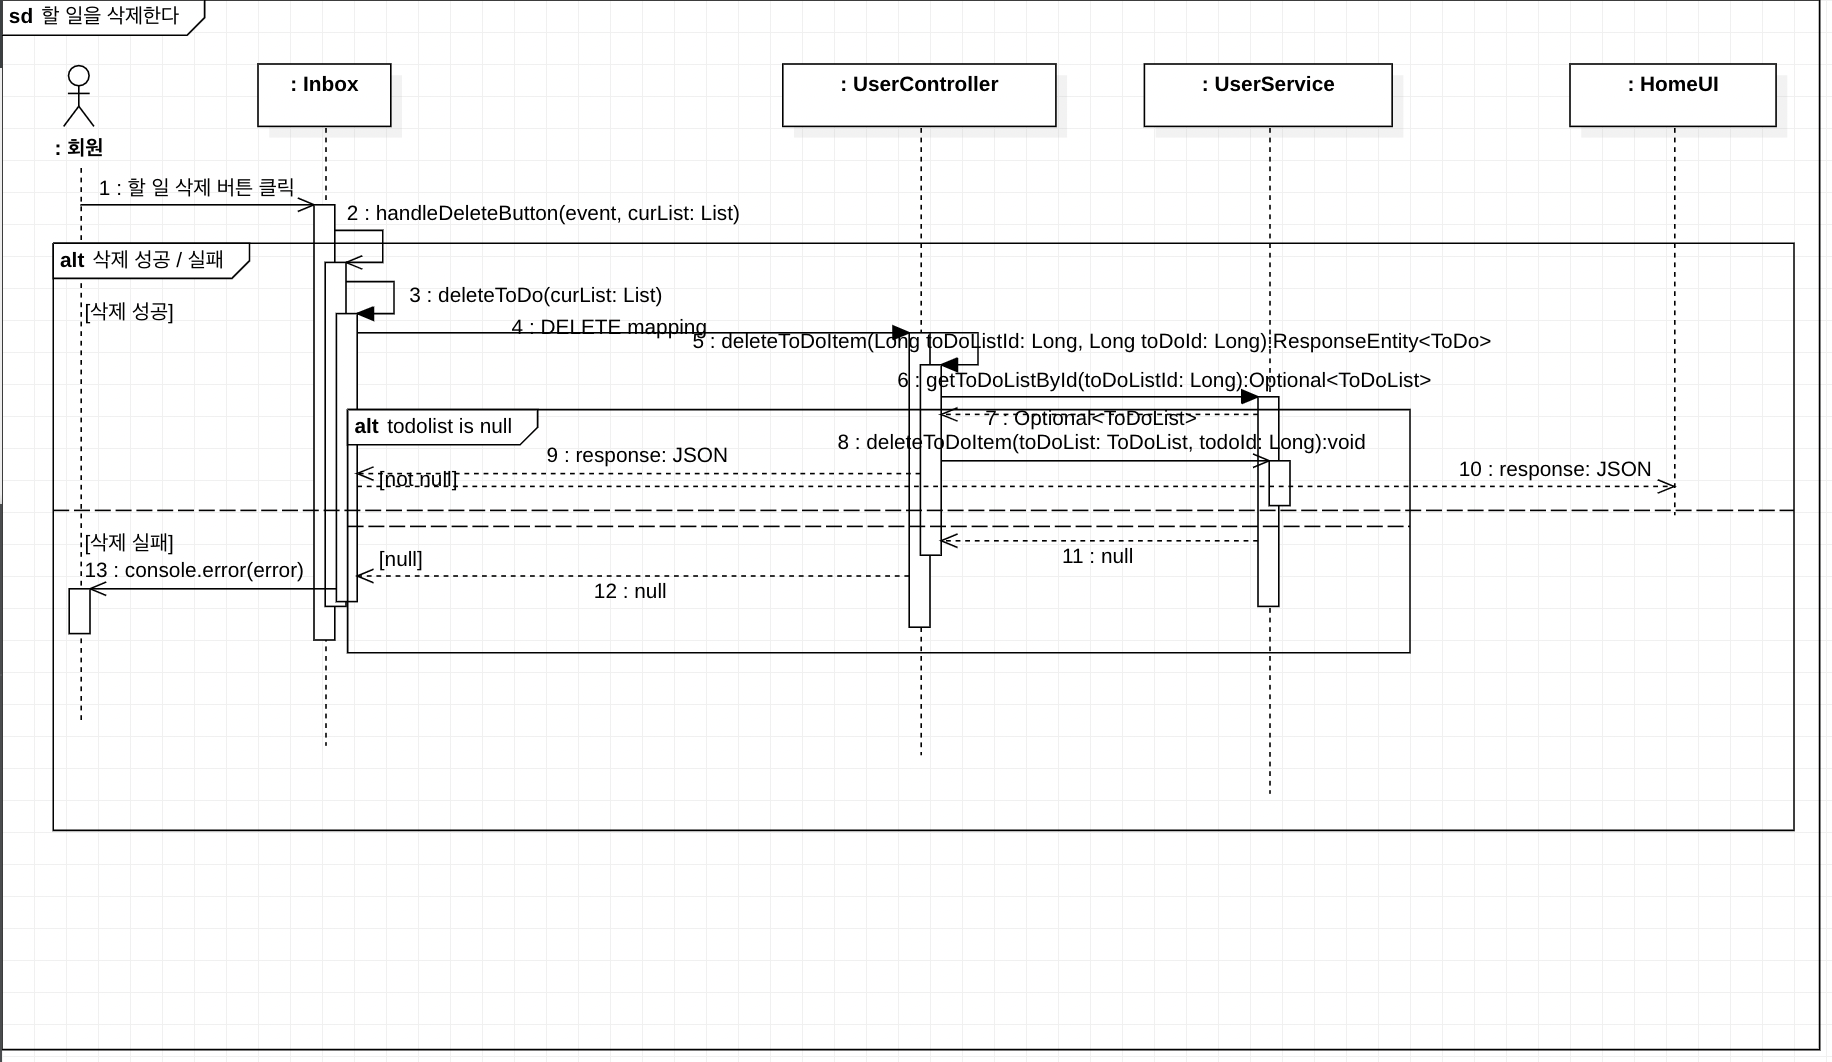 sd 할 일을 삭제한다
: 회원
: Inbox
: UserController
: UserService
: HomeUI
1 : 할 일 삭제 버튼 클릭
2 : handleDeleteButton(event, curList: List)
alt 삭제 성공 / 실패
[삭제 성공]
3 : deleteToDo(curList: List)
4 : DELETE mapping
5 : deleteToDoItem(Long toDoListId: Long, Long toDoId: Long):ResponseEntity<ToDo>
6 : getToDoListById(toDoListId: Long):Optional<ToDoList>
alt todolist is null
7 : Optional<ToDoList>
8 : deleteToDoItem(toDoList: ToDoList, todoId: Long):void
9 : response: JSON
[not null]
10 : response: JSON
[삭제 실패]
11 : null
[null]
12 : null
13 : console.error(error)